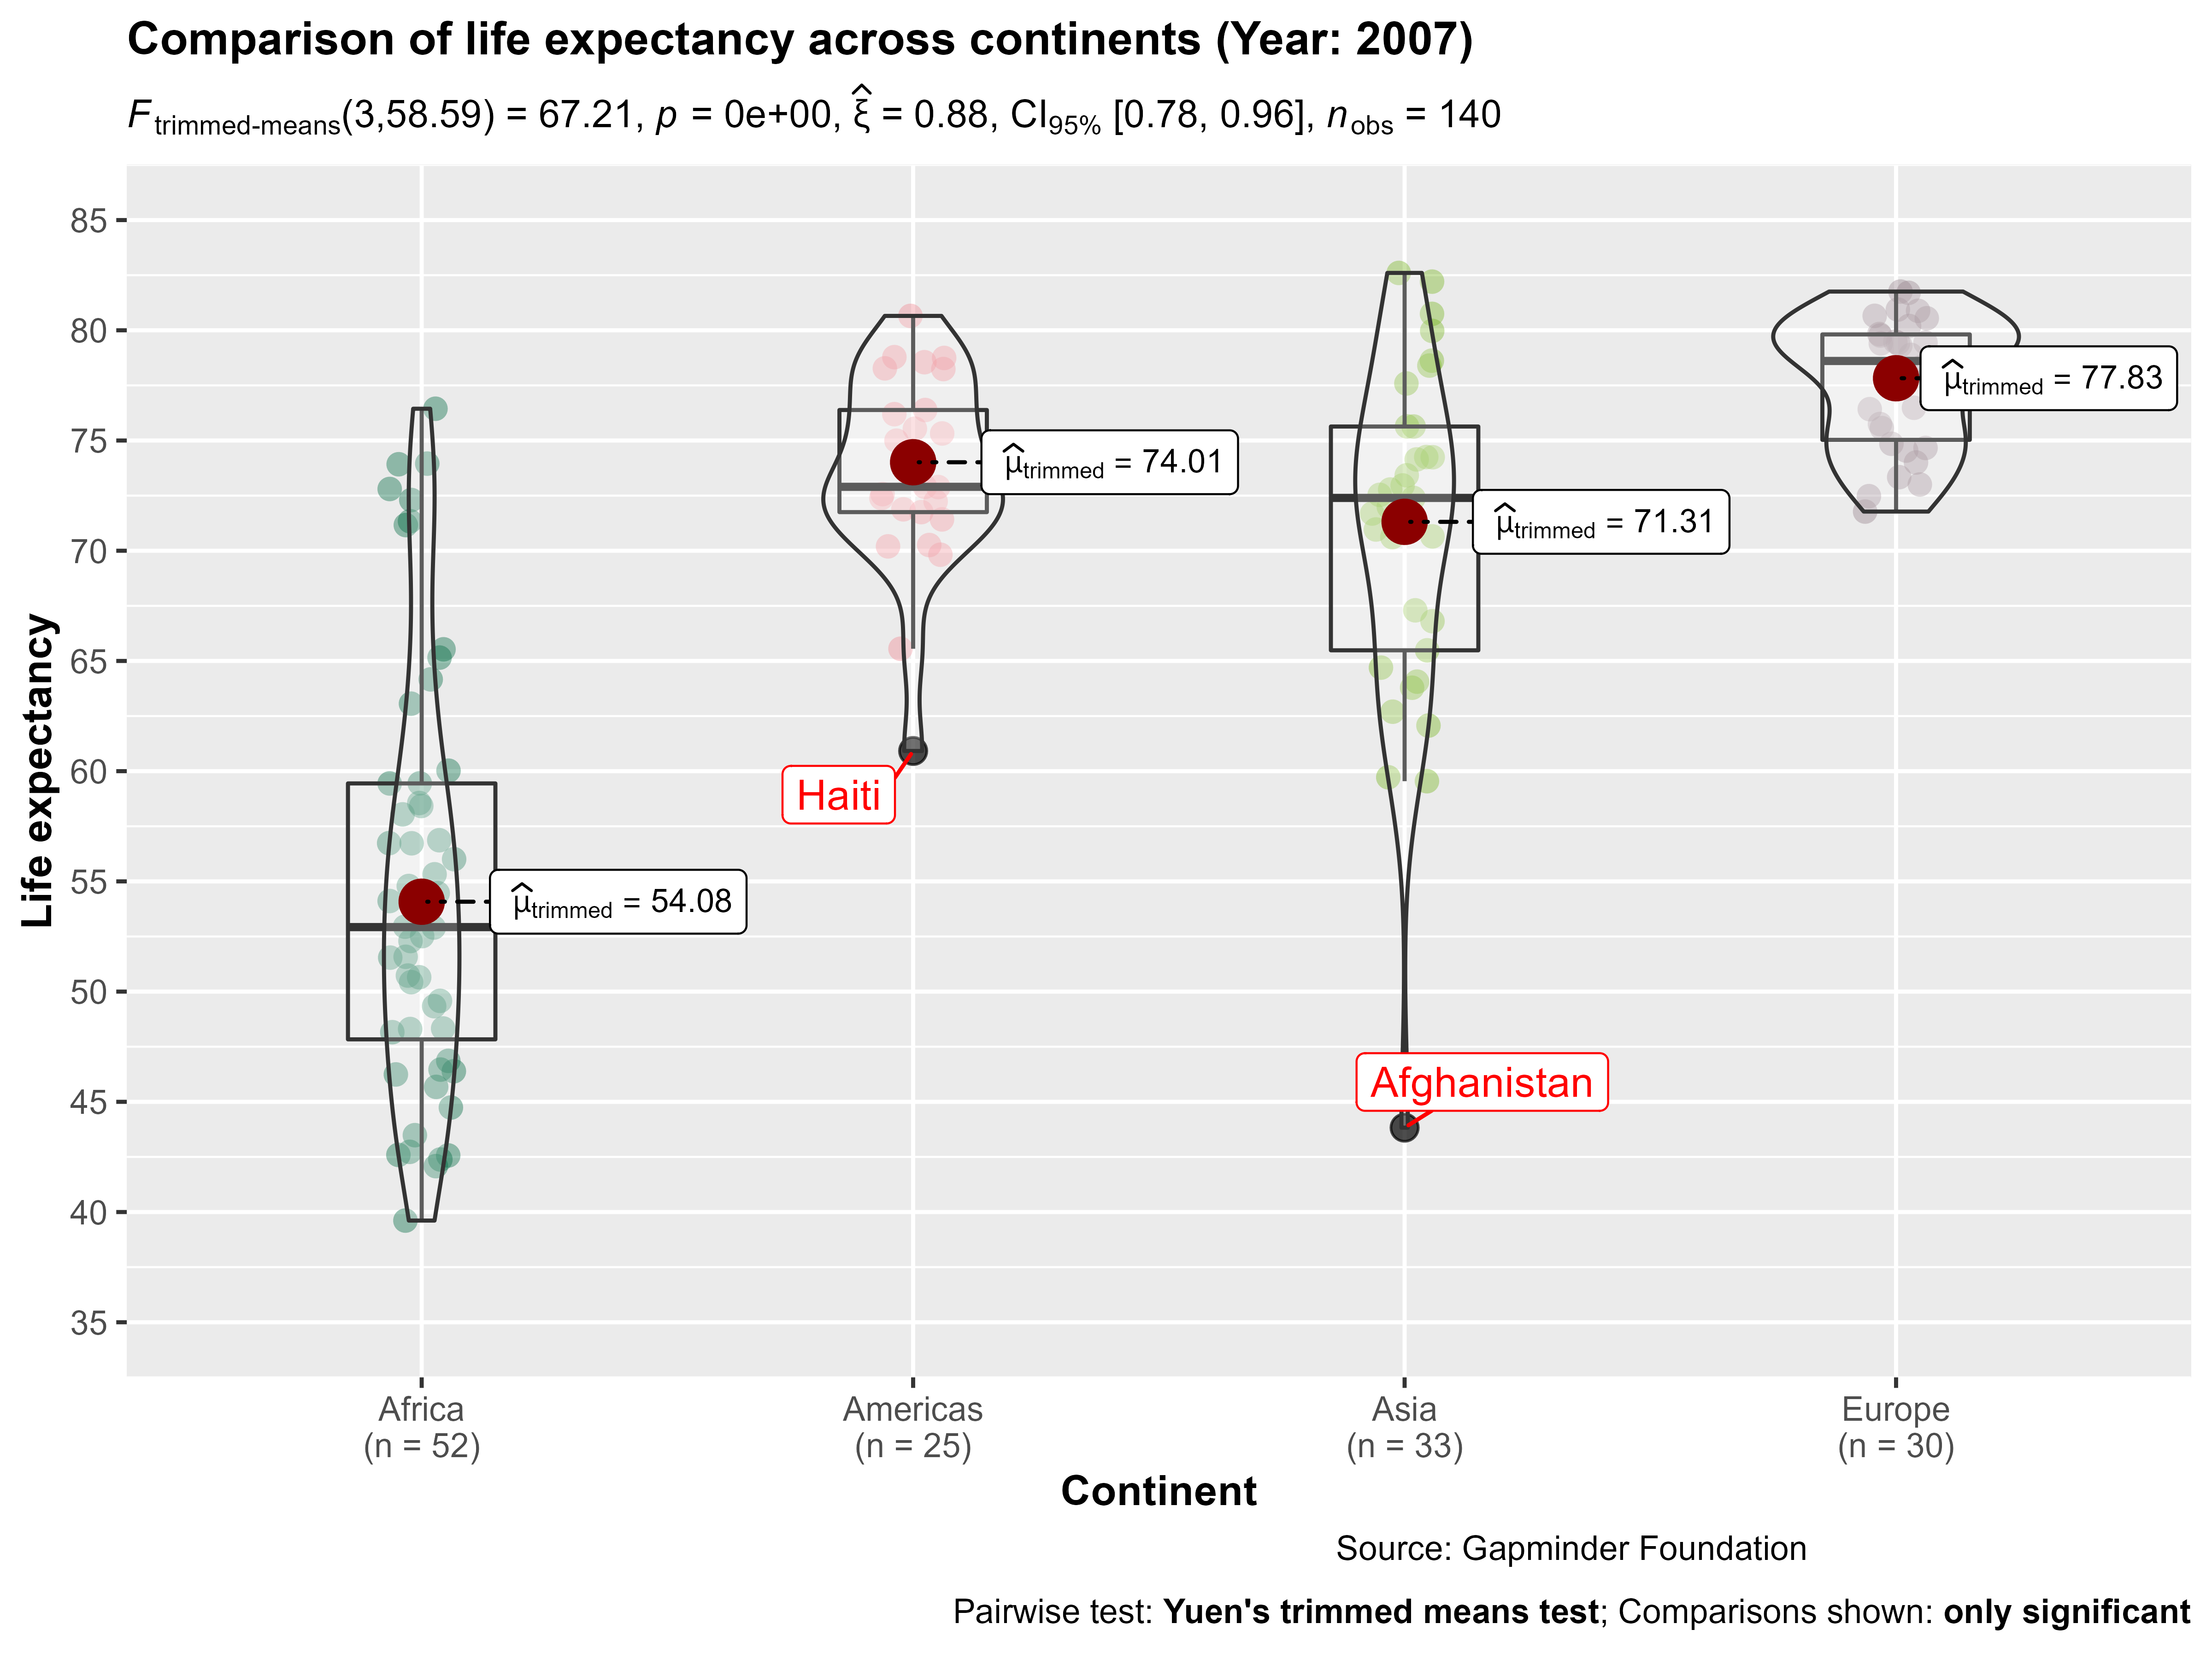 Comparison of life expectancy across continents (Year: 2007)
F trimmed-means(3,58.59) = 67.21, p = 0e+00, ξ̂ = 0.88, CI95% [0.78, 0.96], nobs = 140
Life expectancy
85
80
75
70
65
60
55
50
45
40
35
μ̂trimmed = 77.83
μ̂trimmed = 74.01
μ̂trimmed = 71.31
Haiti
μ̂trimmed = 54.08
Afghanistan
Africa
(n = 52)
Americas
(n = 25)
Asia
(n = 33)
Europe
(n = 30)
Continent
Source: Gapminder Foundation
Pairwise test: Yuen's trimmed means test; Comparisons shown: only significant